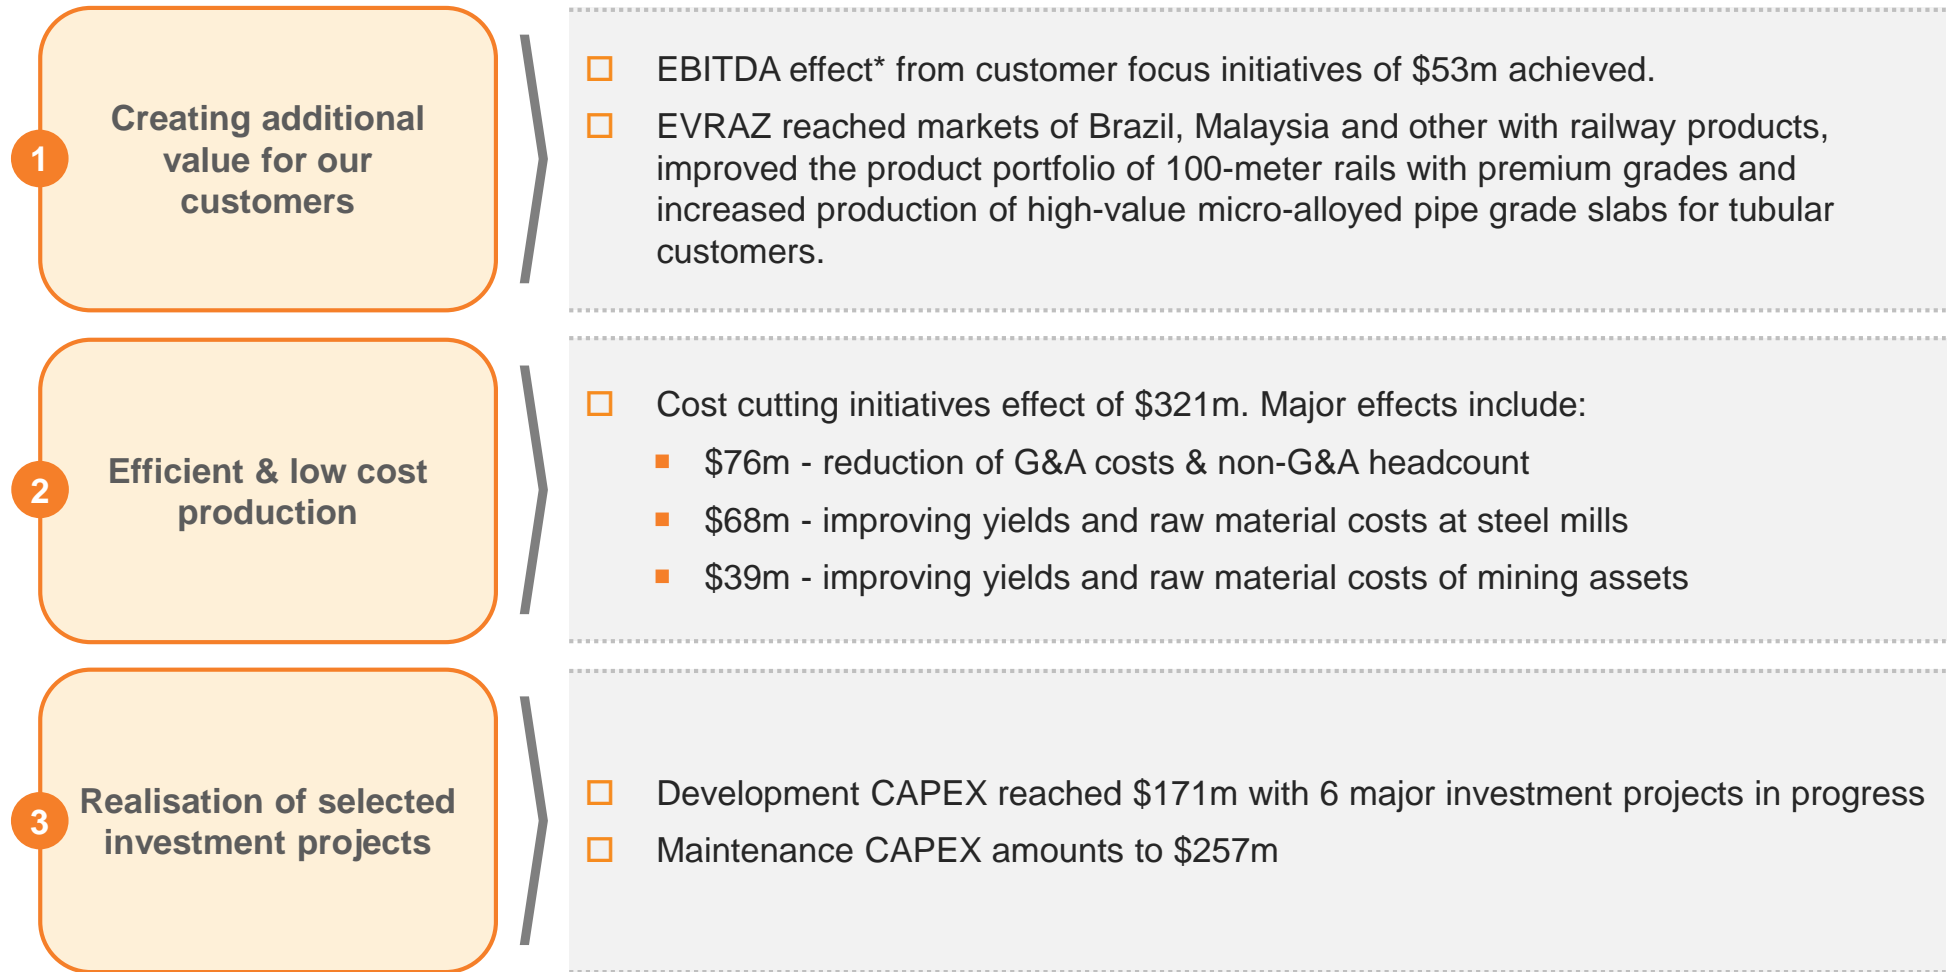 1
Creating additional
value for our
customers
EBITDA effect* from customer focus initiatives of $53m achieved.
EVRAZ reached markets of Brazil, Malaysia and other with railway products,
improved the product portfolio of 100-meter rails with premium grades and
increased production of high-value micro-alloyed pipe grade slabs for tubular
customers.
2
Efficient & low cost
production
Cost cutting initiatives effect of $321m. Major effects include:
$76m - reduction of G&A costs & non-G&A headcount
$68m - improving yields and raw material costs at steel mills
$39m - improving yields and raw material costs of mining assets
3
Realisation of selected
investment projects
Development CAPEX reached $171m with 6 major investment projects in progress
Maintenance CAPEX amounts to $257m